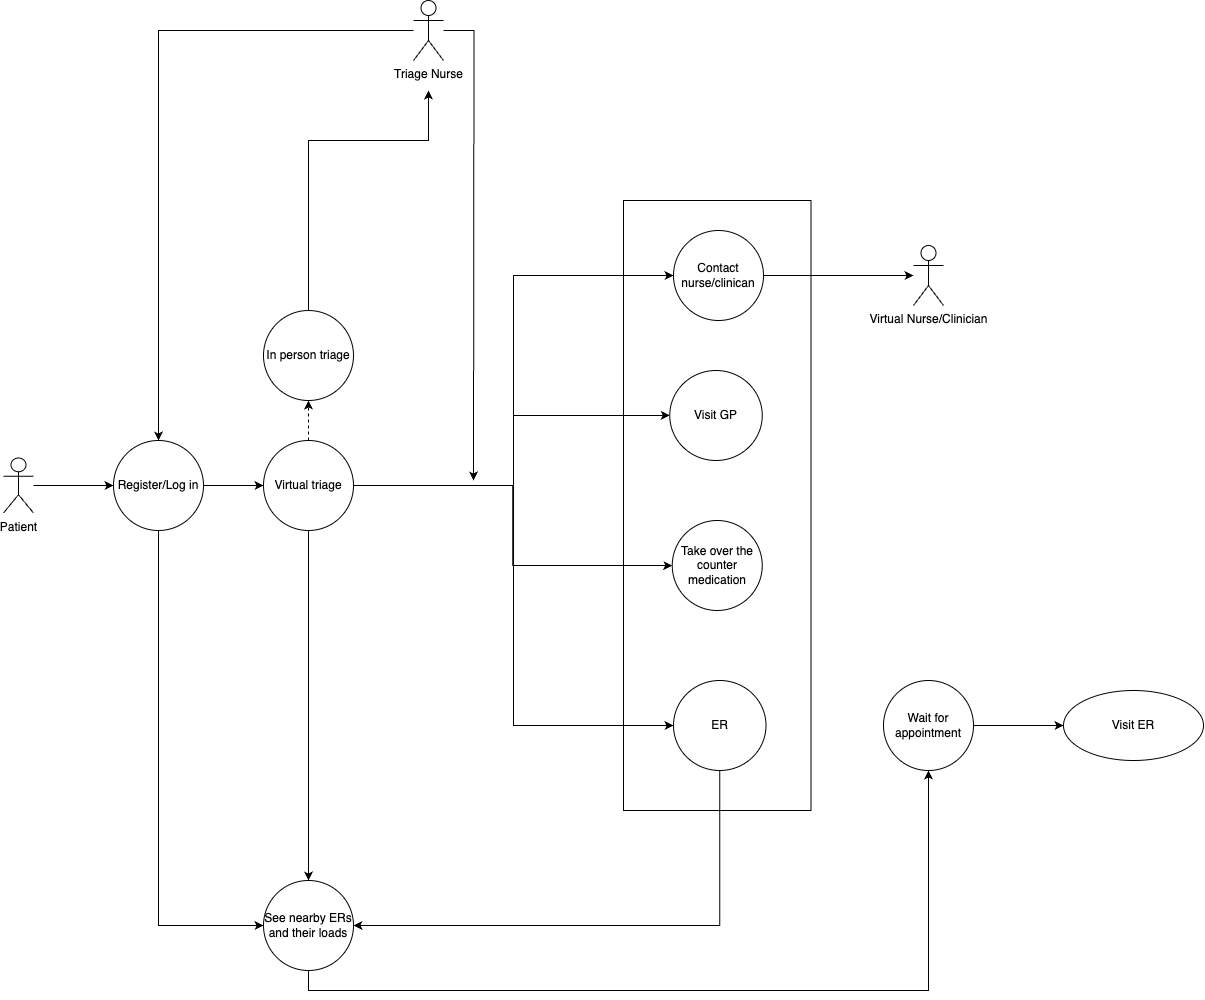 Triage Nurse
Contact
nurse/clinican
Virtual Nurse/Clinician
In person triage
Visit GP
Patient
Register/Log in
Virtual triage
Take over the
counter
medication
ER
Wait for
appointment
Visit ER
See nearby ERs
and their loads